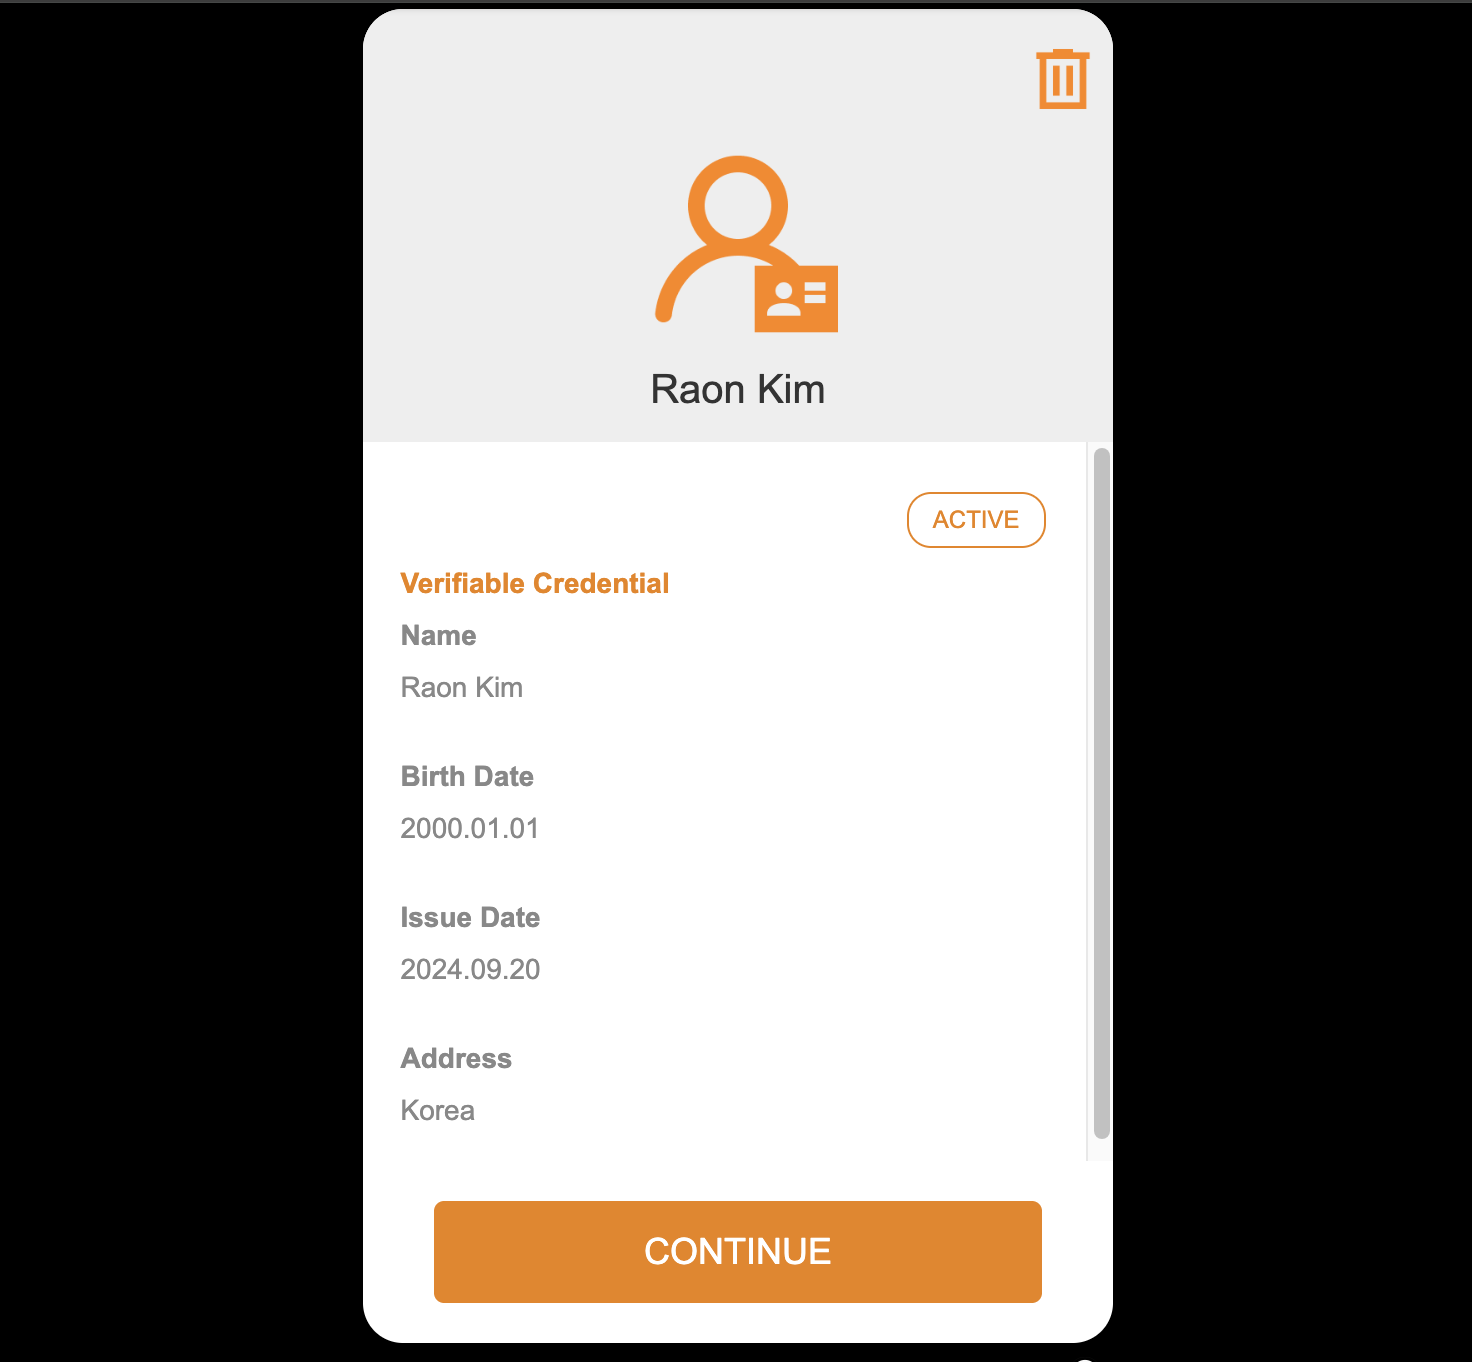 Raon Kim
ACTIVE
Verifiable Credential
Name
Raon Kim
Birth Date
2000.01.01
Issue Date
2024.09.20
Address
Korea
CONTINUE